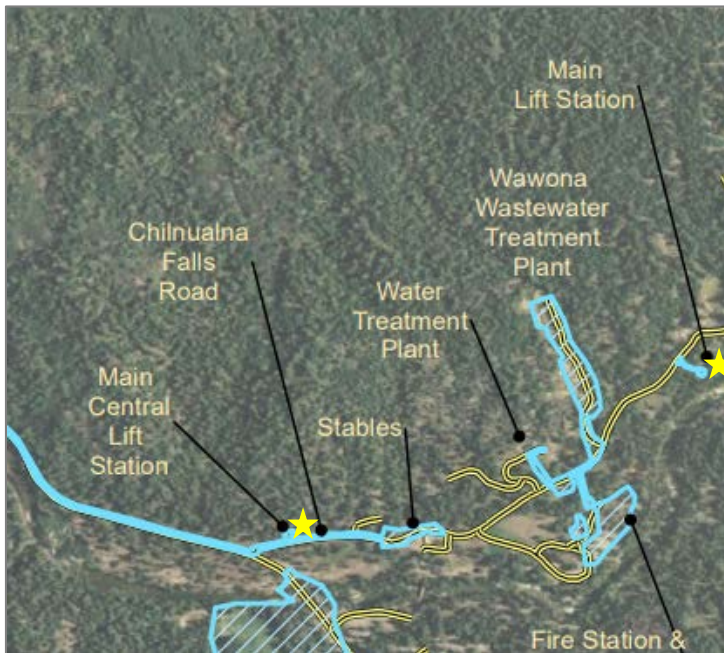 Main
Lift Station
Wawona
Wastewater
Treatment
Plant
Chilnualna
Falls
Road
Water
Treatment
Plant
Main
Central
Lift
Station
Stables
Fire Station &